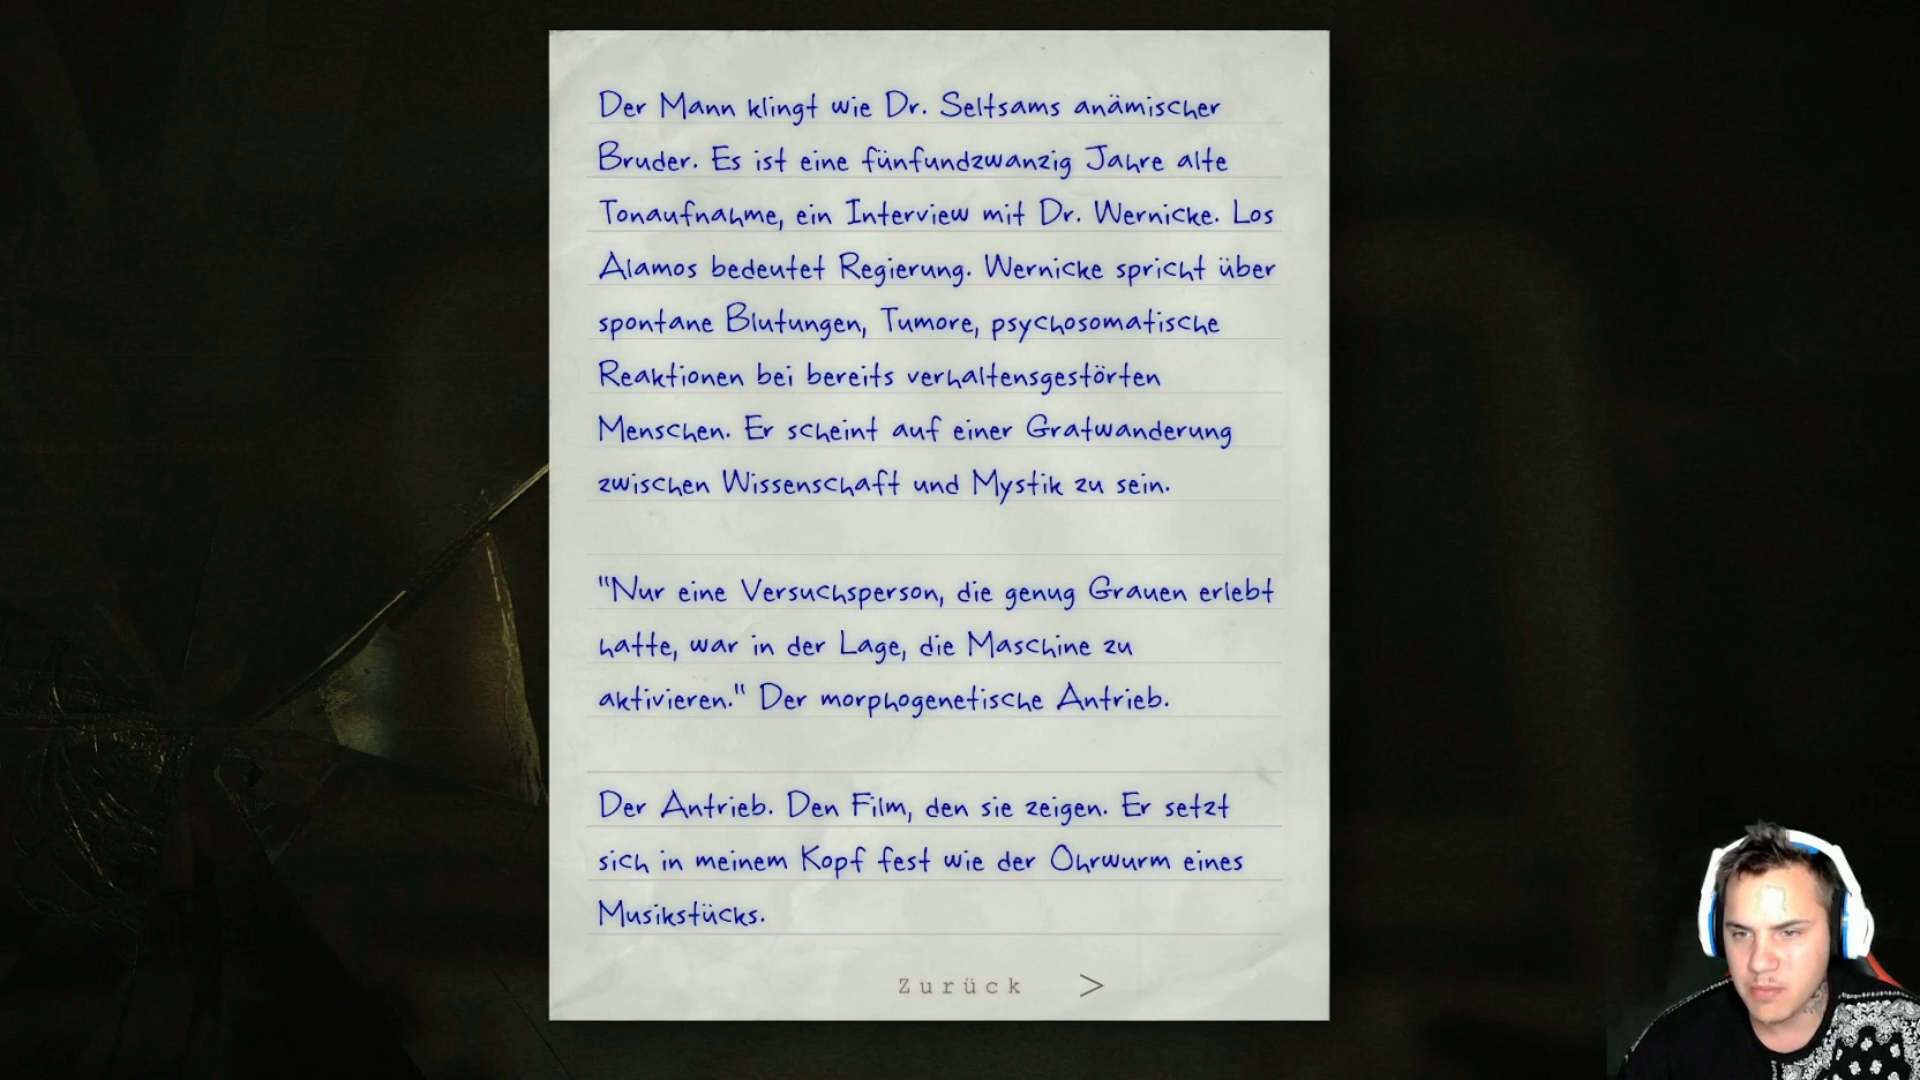 Der Mann klingt wie Dr. Seltsams anämischer
Bruder. Es ist eine fünfundzwanzig Jahre alte
Tonaufnahme, ein Interview mit Dr. Wernicke. Los
Alamos bedeutet Regierung. Wernicke spricht über
spontane Blutungen, Tumore, psychosomatische
Reaktionen bei bereits verhaltensgestörten
Menschen. Er scheint auf einer Gratwanderung
zwischen Wissenschaft und Mystik zu sein.
"Nur eine Versuchsperson, die genug Grauen erlebt
hatte, war in der Lage, die Maschine zu
aktivieren." Der morphogenetische Antrieb.
Der Antrieb. Den Film, den sie zeigen. Er setzt
sich in meinem Kopf fest wie der Ohrwurm eines
Musikstücks.
Zurück >